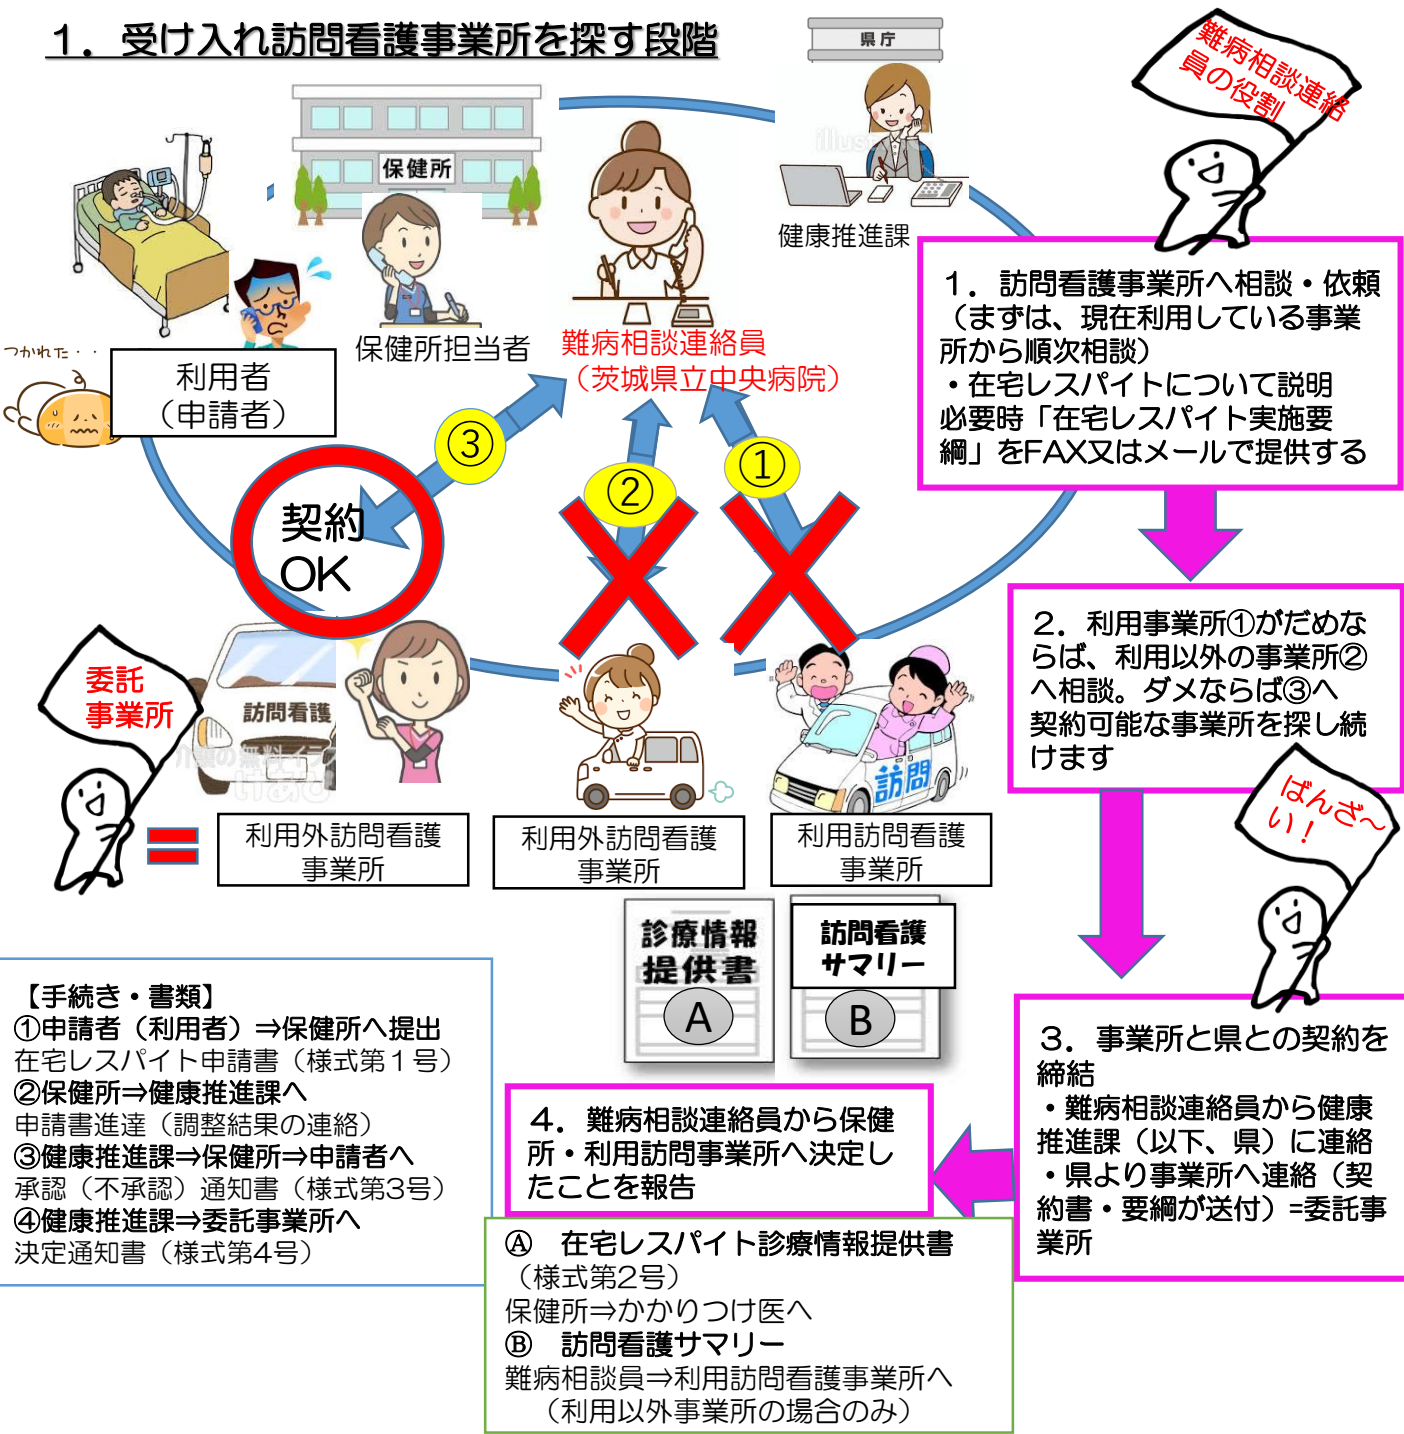 １．受け入れ訪問看護事業所を探す段階
県庁
難病相談連絡
員の役割
保健所
健康推進課
つかれた・・
利用者
（申請者）
保健所担当者
難病相談連絡員
（茨城県立中央病院）
１．訪問看護事業所へ相談・依頼
（まずは、現在利用している事業
所から順次相談）
・在宅レスパイトについて説明
必要時「在宅レスパイト実施要
綱」をFAX又はメールで提供する
③
②
①
契約
OK
２．利用事業所①がだめな
らば、利用以外の事業所②
へ相談。ダメならば③へ
契約可能な事業所を探し続
けます
委託
事業所
訪問看護
訪問
ばんざ～
い！
利用外訪問看護
事業所
利用外訪問看護
事業所
利用訪問看護
事業所
診療情報
提供書
A
訪問看護
サマリー
B
【手続き・書類】
①申請者（利用者）⇒保健所へ提出
在宅レスパイト申請書（様式第１号）
②保健所⇒健康推進課へ
申請書進達（調整結果の連絡）
③健康推進課⇒保健所⇒申請者へ
承認（不承認）通知書（様式第3号）
④健康推進課⇒委託事業所へ
決定通知書（様式第4号）
３．事業所と県との契約を
締結
・難病相談連絡員から健康
推進課（以下、県）に連絡
・県より事業所へ連絡（契
約書・要綱が送付）=委託事
業所
４．難病相談連絡員から保健
所・利用訪問事業所へ決定し
たことを報告
Ⓐ　在宅レスパイト診療情報提供書
（様式第2号）
保健所⇒かかりつけ医へ
Ⓑ　訪問看護サマリー
難病相談員⇒利用訪問看護事業所へ
（利用以外事業所の場合のみ）